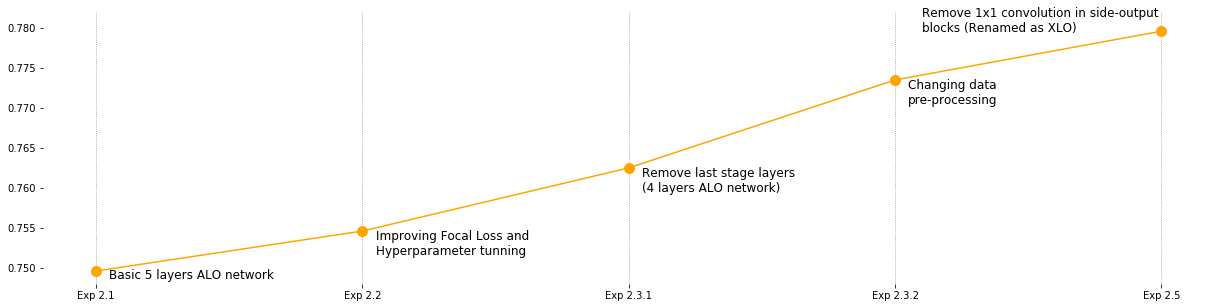 Remove 1x1 convolution in side-output
blocks (Renamed as XLO)
0.780
0.775
Changing data
pre-processing
0.770
0.765
Remove last stage layers
(4 layers ALO network)
0.760
0.755
Improving Focal Loss and
Hyperparameter tunning
0.750
Basic 5 layers ALO network
Exp 2.1
Exp 2.2
Exp 2.3.1
Exp 2.3.2
Exp 2.5